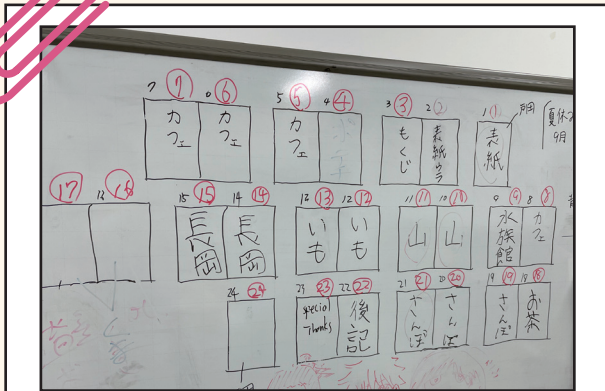 7 ⑦ 6 ⑥ 5 ⑤ 4 ④ 3 ③ 2 ② 1 ①
カフェ
カフェ
カフェ
もくじ
表紙ウラ
表紙
夏休
9月
⑰ ⑯ 15 ⑮ 14 ⑭ 13 ⑬ 12 ⑫ 11 ⑪ 10 ⑩ 9 ⑨ 8 ⑧
長岡
長岡
いも
いも
山
山
水族館
カフェ
24 ㉔ 23 ㉓ 22 ㉒ 21 ㉑ 20 ⑳ 19 ⑲ 18 ⑱
special
Thanks
後記
さんぽ
さんぽ
さんぽ
お茶